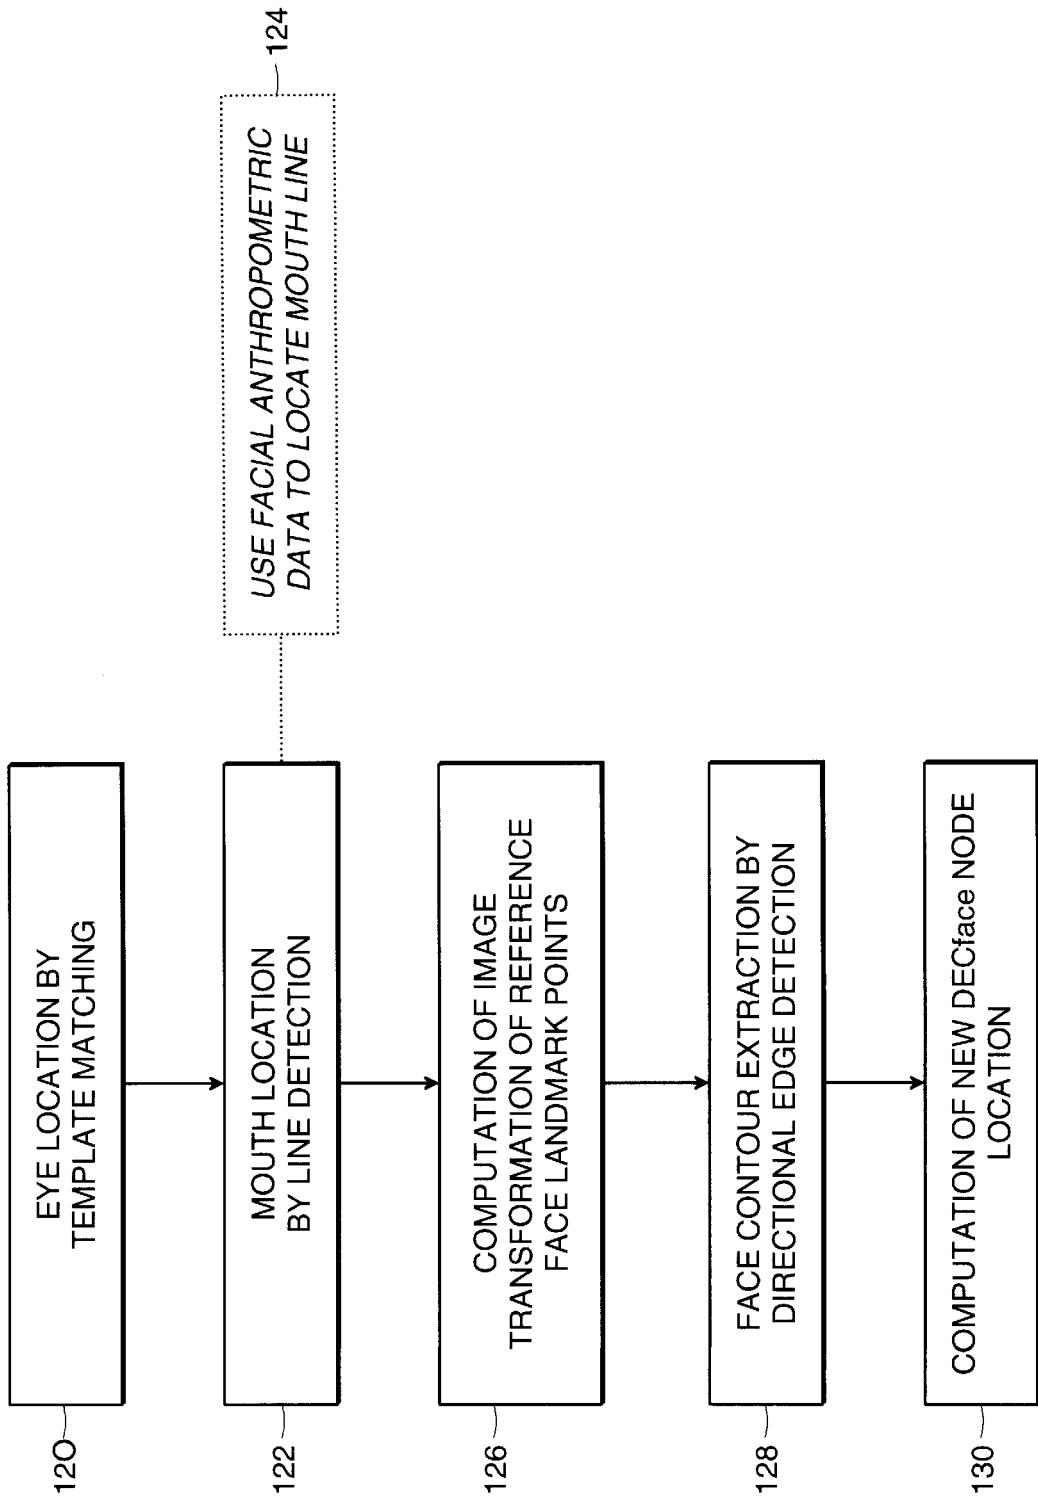 120
EYE LOCATION BY
TEMPLATE MATCHING
122
MOUTH LOCATION
BY LINE DETECTION
USE FACIAL ANTHROPOMETRIC
DATA TO LOCATE MOUTH LINE
124
126
COMPUTATION OF IMAGE
TRANSFORMATION OF REFERENCE
FACE LANDMARK POINTS
128
FACE CONTOUR EXTRACTION BY
DIRECTIONAL EDGE DETECTION
130
COMPUTATION OF NEW DECface NODE
LOCATION